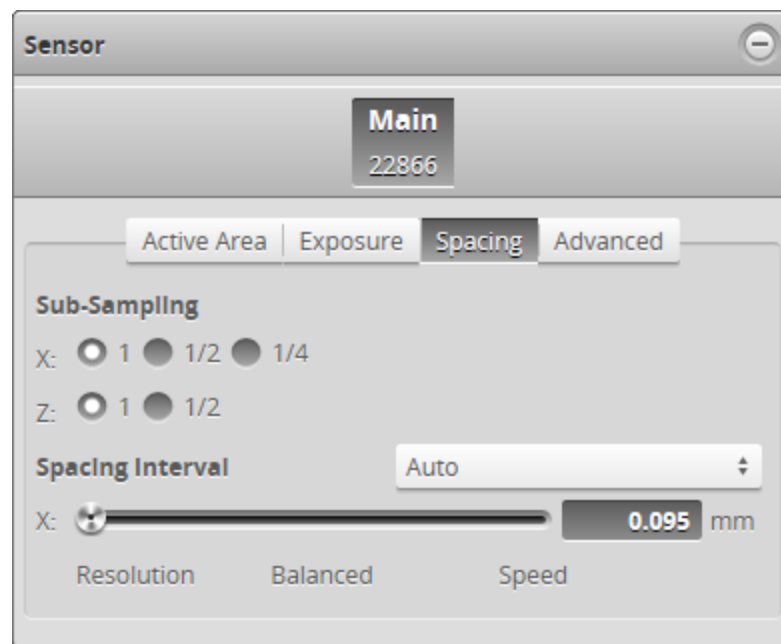 Sensor
Main
22866
Active Area Exposure Spacing Advanced
Sub-Sampling
X: 1 1/2 1/4
Z: 1 1/2
Spacing Interval Auto
X: 0.095 mm
Resolution Balanced Speed